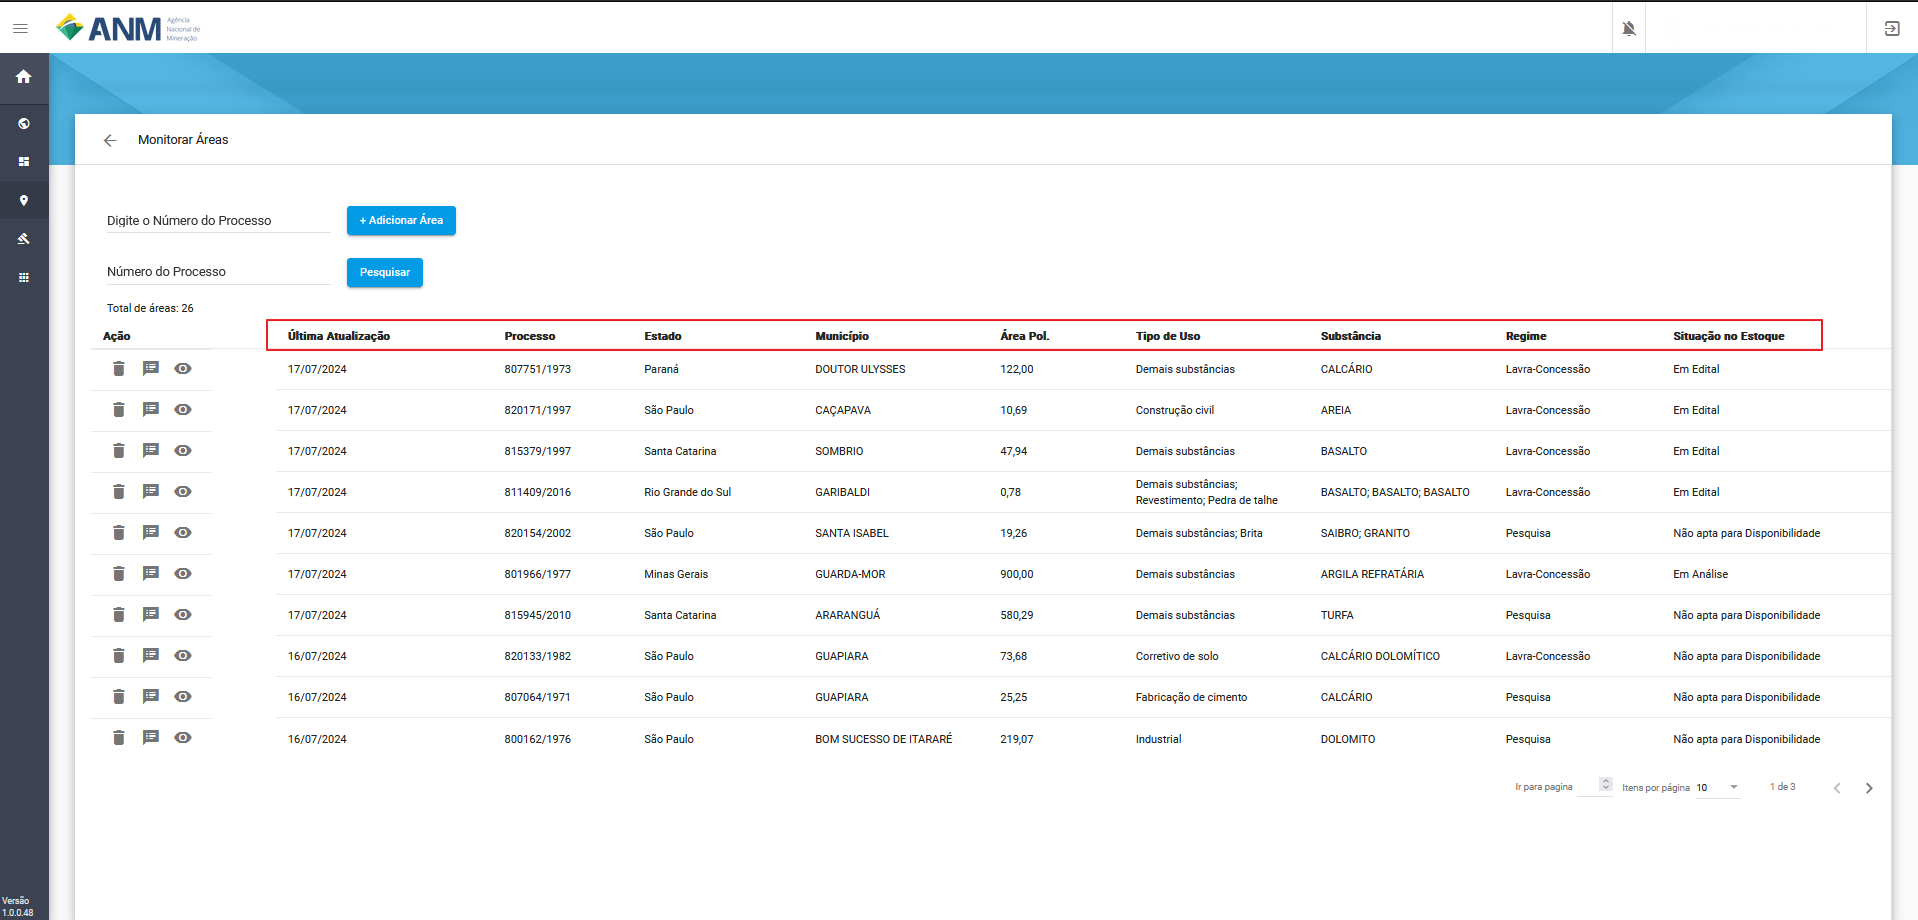 ANM Agência
Nacional de
Mineração
Monitorar Áreas
Digite o Número do Processo + Adicionar Área
Número do Processo Pesquisar
Total de áreas: 26
Ação Última Atualização Processo Estado Município Área Pol. Tipo de Uso Substância Regime Situação no Estoque
17/07/2024 807751/1973 Paraná DOUTOR ULYSSES 122,00 Demais substâncias CALCÁRIO Lavra-Concessão Em Edital
17/07/2024 820171/1997 São Paulo CAÇAPAVA 10,69 Construção civil AREIA Lavra-Concessão Em Edital
17/07/2024 815379/1997 Santa Catarina SOMBRIO 47,94 Demais substâncias BASALTO Lavra-Concessão Em Edital
17/07/2024 811409/2016 Rio Grande do Sul GARIBALDI 0,78 Demais substâncias;
Revestimento; Pedra de talhe BASALTO; BASALTO; BASALTO Lavra-Concessão Em Edital
17/07/2024 820154/2002 São Paulo SANTA ISABEL 19,26 Demais substâncias; Brita SAIBRO; GRANITO Pesquisa Não apta para Disponibilidade
17/07/2024 801966/1977 Minas Gerais GUARDA-MOR 900,00 Demais substâncias ARGILA REFRATÁRIA Lavra-Concessão Em Análise
17/07/2024 815945/2010 Santa Catarina ARARANGUÁ 580,29 Demais substâncias TURFA Pesquisa Não apta para Disponibilidade
16/07/2024 820133/1982 São Paulo GUAPIARA 73,68 Corretivo de solo CALCÁRIO DOLOMÍTICO Lavra-Concessão Não apta para Disponibilidade
16/07/2024 807064/1971 São Paulo GUAPIARA 25,25 Fabricação de cimento CALCÁRIO Pesquisa Não apta para Disponibilidade
16/07/2024 800162/1976 São Paulo BOM SUCESSO DE ITARARÉ 219,07 Industrial DOLOMITO Pesquisa Não apta para Disponibilidade
Ir para pagina Itens por página 10 1 de 3
Versão
1.0.0.48